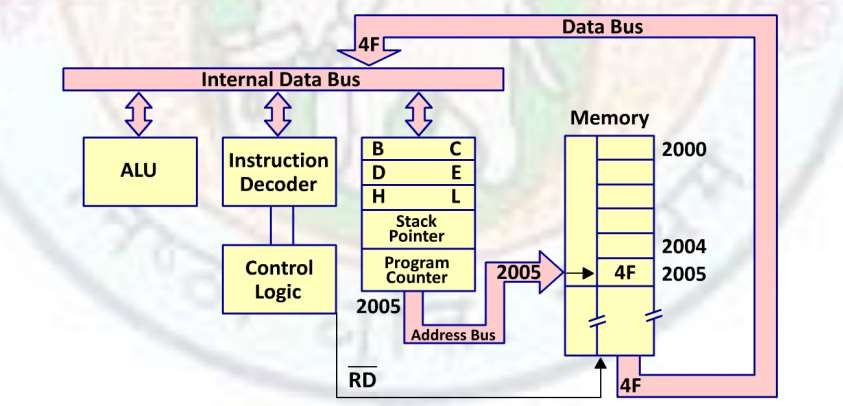 Data Bus
4F
Internal Data Bus
Memory
ALU
Instruction
Decoder
B C
D E
H L
Stack
Pointer
Program
Counter
Control
Logic
2000
2004
2005
4F
2005
2005
Address Bus
RD
4F